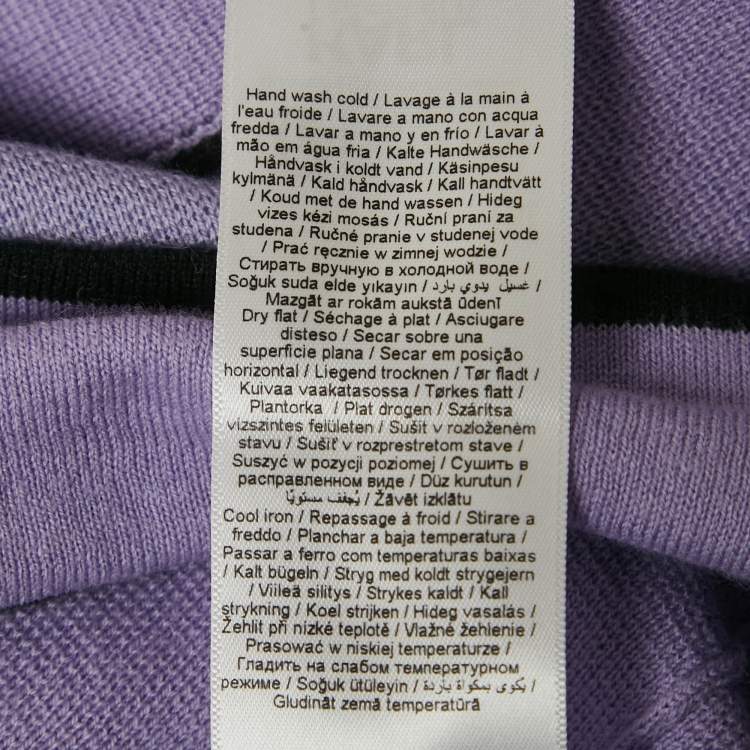 Hand wash cold / Lavage à la main à
l'eau froide / Lavare a mano con acqua
fredda / Lavar a mano y en frío / Lavar à
mão em água fria / Kalte Handwäsche /
Håndvask i koldt vand / Käsinpesu
kylmänä / Kald håndvask / Kall handtvätt
/ Koud met de hand wassen / Hideg
vizes kézi mosás / Ruční praní za
studena / Ručné pranie v studenej vode
/ Prać ręcznie w zimnej wodzie /
Стирать вручную в холодной воде /
Soğuk suda elde yıkayın / غسيل يدوي بارد /
Mazgāt ar rokām aukstā ūdenī
Dry flat / Séchage à plat / Asciugare
disteso / Secar sobre una
superficie plana / Secar em posição
horizontal / Liegend trocknen / Tør fladt /
Kuivaa vaakatasossa / Tørkes flatt /
Plantorka / Plat drogen / Szárítsa
vízszintes felületen / Sušit v rozloženém
stavu / Sušiť v rozprestretom stave /
Suszyć w pozycji poziomej / Сушить в
расправленном виде / Düz kurutun /
يُجفف مستويًا / Žāvēt izklātu
Cool iron / Repassage à froid / Stirare a
freddo / Planchar a baja temperatura /
Passar a ferro com temperaturas baixas
/ Kalt bügeln / Stryg med koldt strygejern
/ Viileä silitys / Strykes kaldt / Kall
strykning / Koel strijken / Hideg vasalás /
Žehlit při nízké teplotě / Vlažné žehlenie /
Prasować w niskiej temperaturze /
Гладить на слабом температурном
режиме / Soğuk ütüleyin / يُكوى بمكواة باردة /
Gludināt zemā temperatūrā